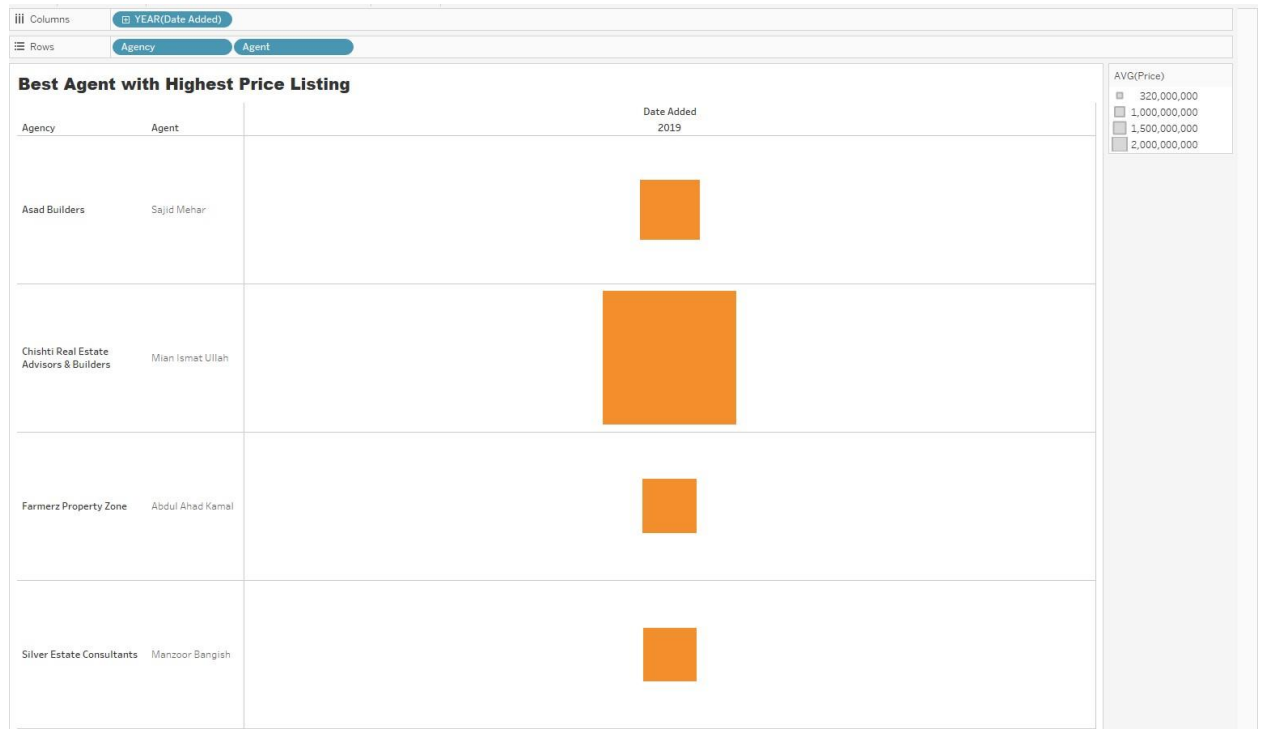 Columns
YEAR(Date Added)
Rows
Agency
Agent
Best Agent with Highest Price Listing
Date Added
Agency
Agent
2019
Asad Builders
Sajid Mehar
Chishti Real Estate
Advisors & Builders
Mian Ismat Ullah
Farmerz Property Zone
Abdul Ahad Kamal
Silver Estate Consultants
Manzoor Bangish
AVG(Price)
320,000,000
1,000,000,000
1,500,000,000
2,000,000,000